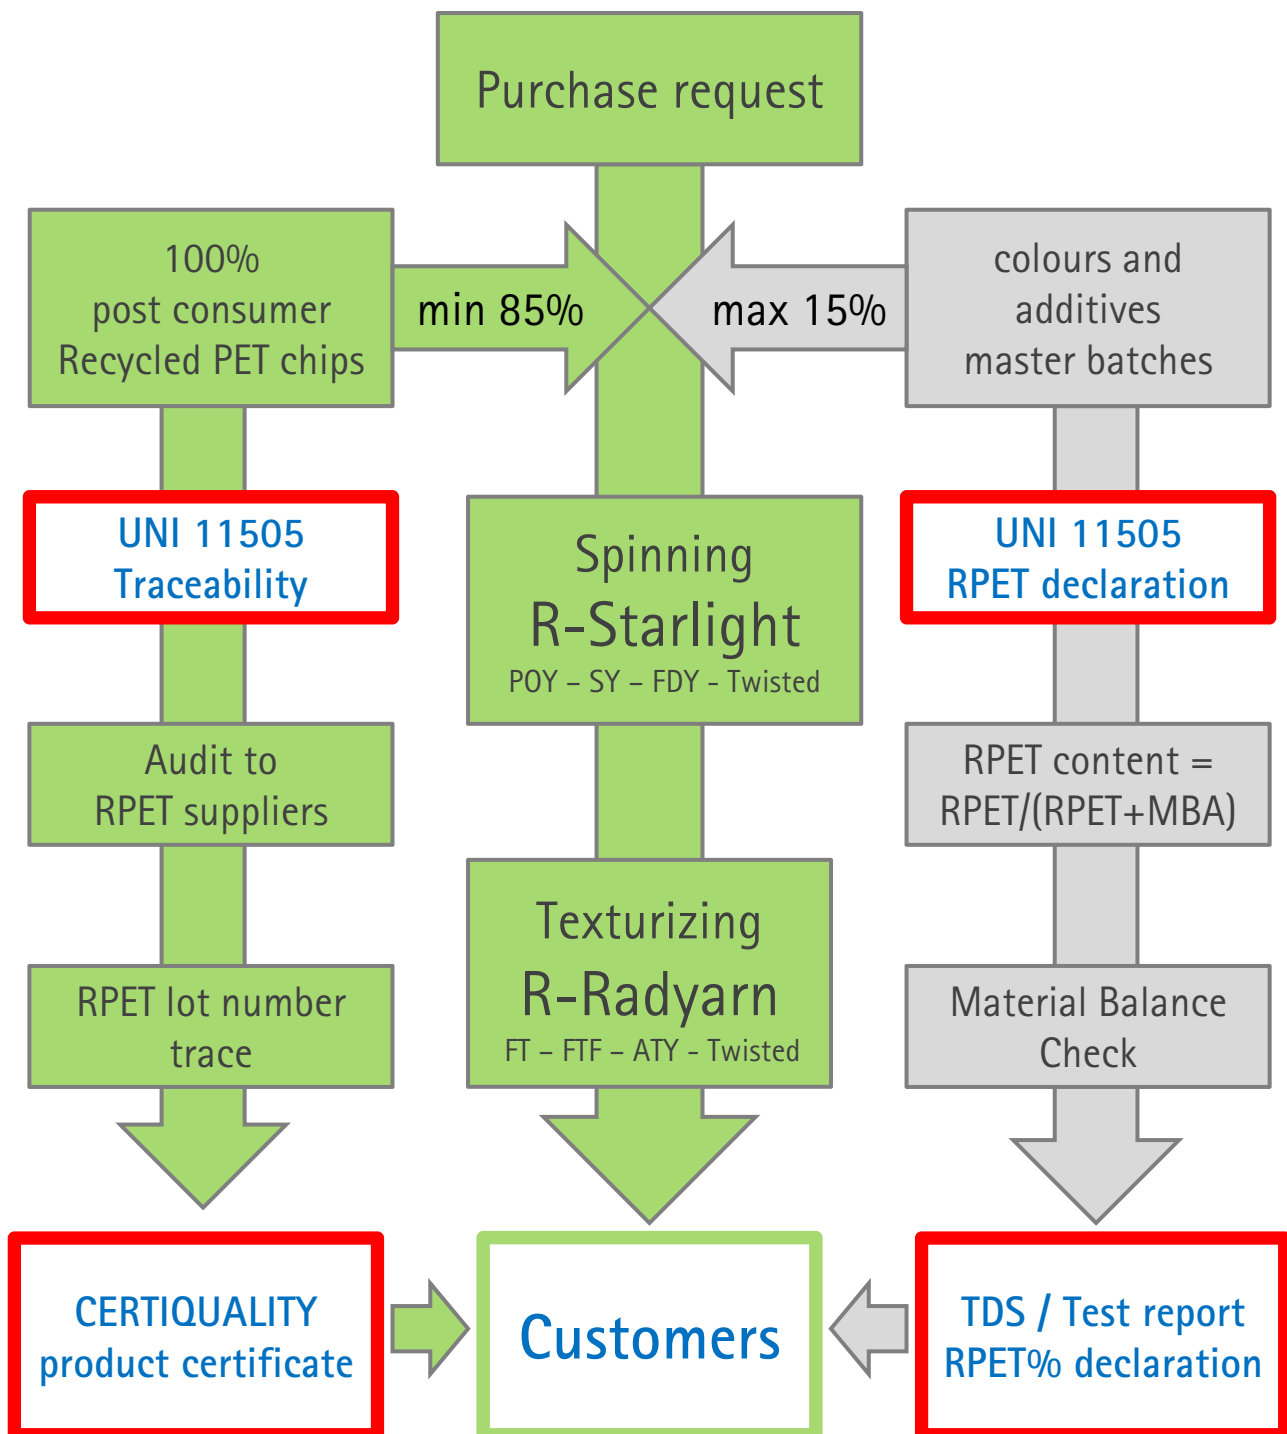 Purchase request
100%
post consumer
Recycled PET chips
min 85%
max 15%
colours and
additives
master batches
UNI 11505
Traceability
Spinning
R-Starlight
POY – SY – FDY - Twisted
UNI 11505
RPET declaration
Audit to
RPET suppliers
RPET content =
RPET/(RPET+MBA)
Texturizing
R-Radyarn
FT – FTF – ATY - Twisted
RPET lot number
trace
Material Balance
Check
CERTIQUALITY
product certificate
Customers
TDS / Test report
RPET% declaration